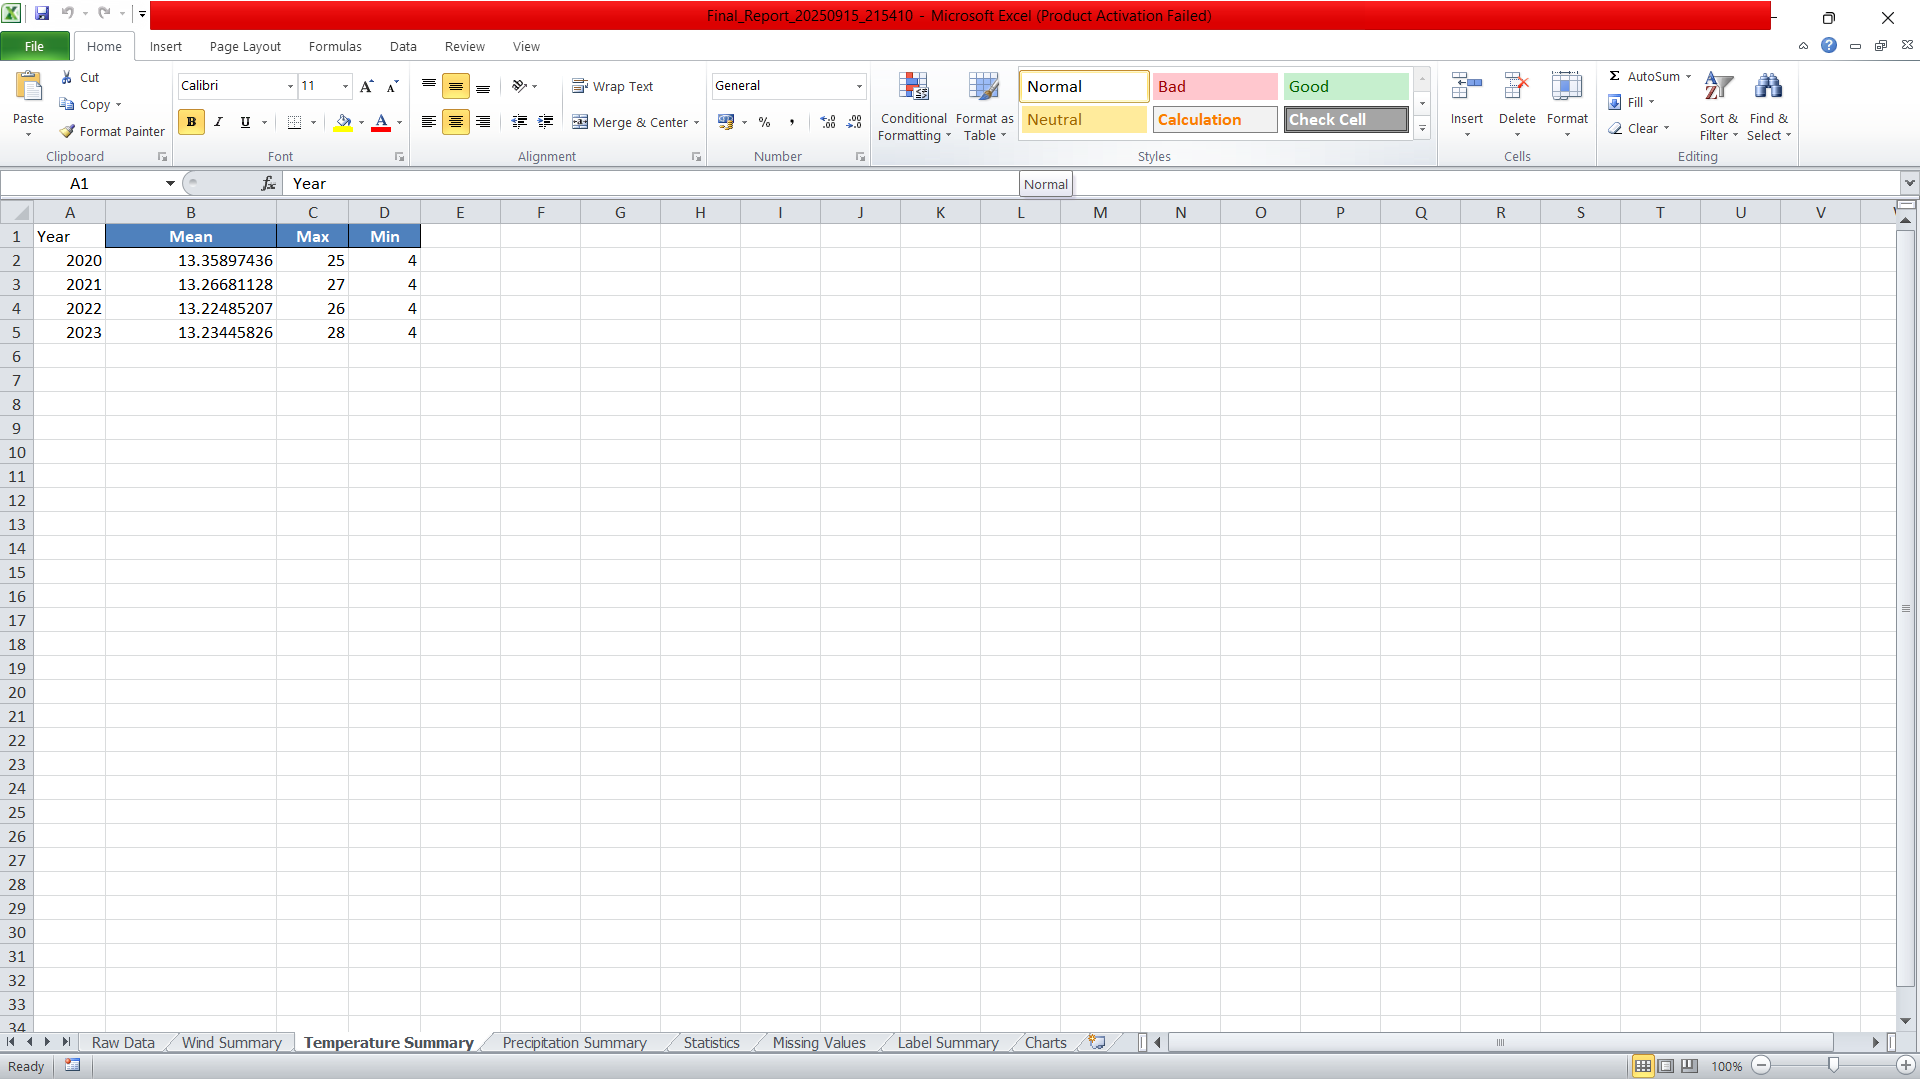 Final_Report_20250915_215410 - Microsoft Excel (Product Activation Failed)
File Home Insert Page Layout Formulas Data Review View
Paste
Cut
Copy
Format Painter
Clipboard
Calibri 11
B I U
Font
Wrap Text
Merge & Center
Alignment
General
% ,
Number
Conditional Formatting
Format as Table
Normal Bad Good
Neutral Calculation Check Cell
Styles
Insert Delete Format
Cells
Σ AutoSum
Fill
Clear
Sort & Filter
Find & Select
Editing
A1 fx Year
Normal
A B C D E F G H I J K L M N O P Q R S T U V
1 Year Mean Max Min
2 2020 13.35897436 25 4
3 2021 13.26681128 27 4
4 2022 13.22485207 26 4
5 2023 13.23445826 28 4
6
7
8
9
10
11
12
13
14
15
16
17
18
19
20
21
22
23
24
25
26
27
28
29
30
31
32
33
34
Raw Data Wind Summary Temperature Summary Precipitation Summary Statistics Missing Values Label Summary Charts
Ready 100%